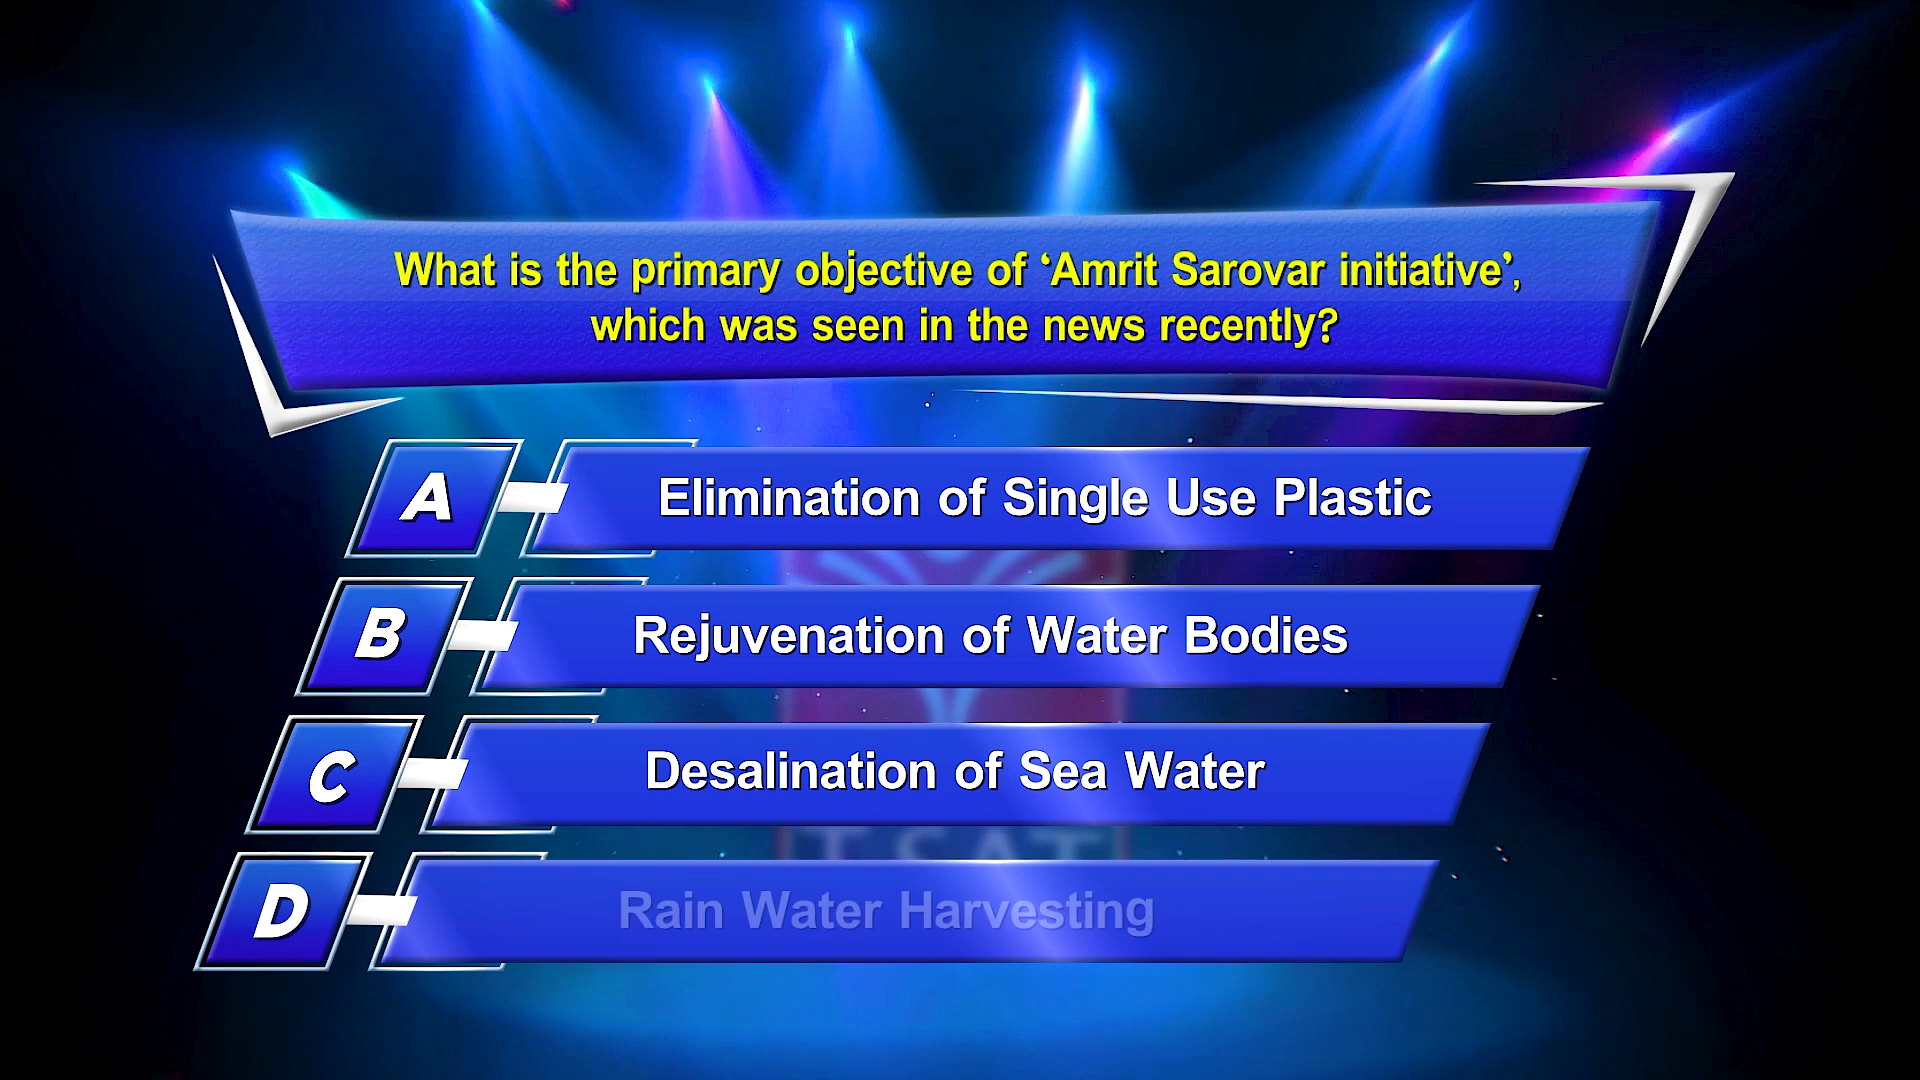 What is the primary objective of ‘Amrit Sarovar initiative’,
which was seen in the news recently?
A Elimination of Single Use Plastic
B Rejuvenation of Water Bodies
C Desalination of Sea Water
T S A T
D Rain Water Harvesting